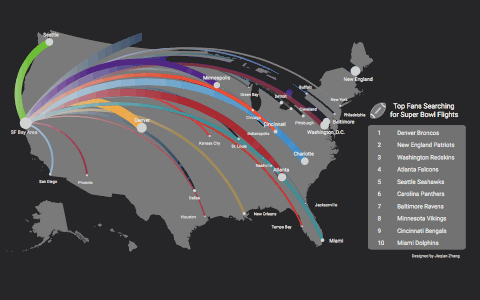 Seattle
New England
Minneapolis
Buffalo
Green Bay
Detroit
New York
Cleveland
Chicago
Philadelphia
SF Bay Area
Denver
Pittsburgh
Baltimore
Cincinnati
Washington, D.C.
Indianapolis
Kansas City
St. Louis
Charlotte
Nashville
Atlanta
San Diego
Phoenix
Dallas
Jacksonville
Houston
New Orleans
Tampa Bay
Miami
Top Fans Searching
for Super Bowl Flights
1 Denver Broncos
2 New England Patriots
3 Washington Redskins
4 Atlanta Falcons
5 Seattle Seahawks
6 Carolina Panthers
7 Baltimore Ravens
8 Minnesota Vikings
9 Cincinnati Bengals
10 Miami Dolphins
Designed by Jieqian Zhang